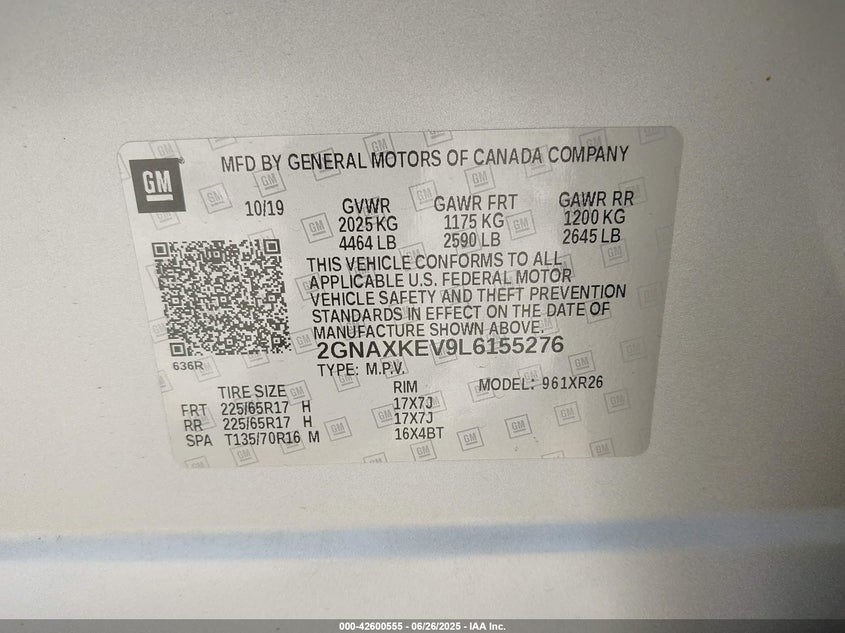 GM
MFD BY GENERAL MOTORS OF CANADA COMPANY
10/19 GVWR GAWR FRT GAWR RR
2025 KG 1175 KG 1200 KG
4464 LB 2590 LB 2645 LB
THIS VEHICLE CONFORMS TO ALL
APPLICABLE U.S. FEDERAL MOTOR
VEHICLE SAFETY AND THEFT PREVENTION
STANDARDS IN EFFECT ON THE DATE OF
MANUFACTURE SHOWN ABOVE.
2GNAXKEV9L6155276
636R
TYPE: M.P.V.
TIRE SIZE RIM MODEL: 961XR26
FRT 225/65R17 H 17X7J
RR 225/65R17 H 17X7J
SPA T135/70R16 M 16X4BT
000-42600555 - 06/26/2025 - IAA Inc.